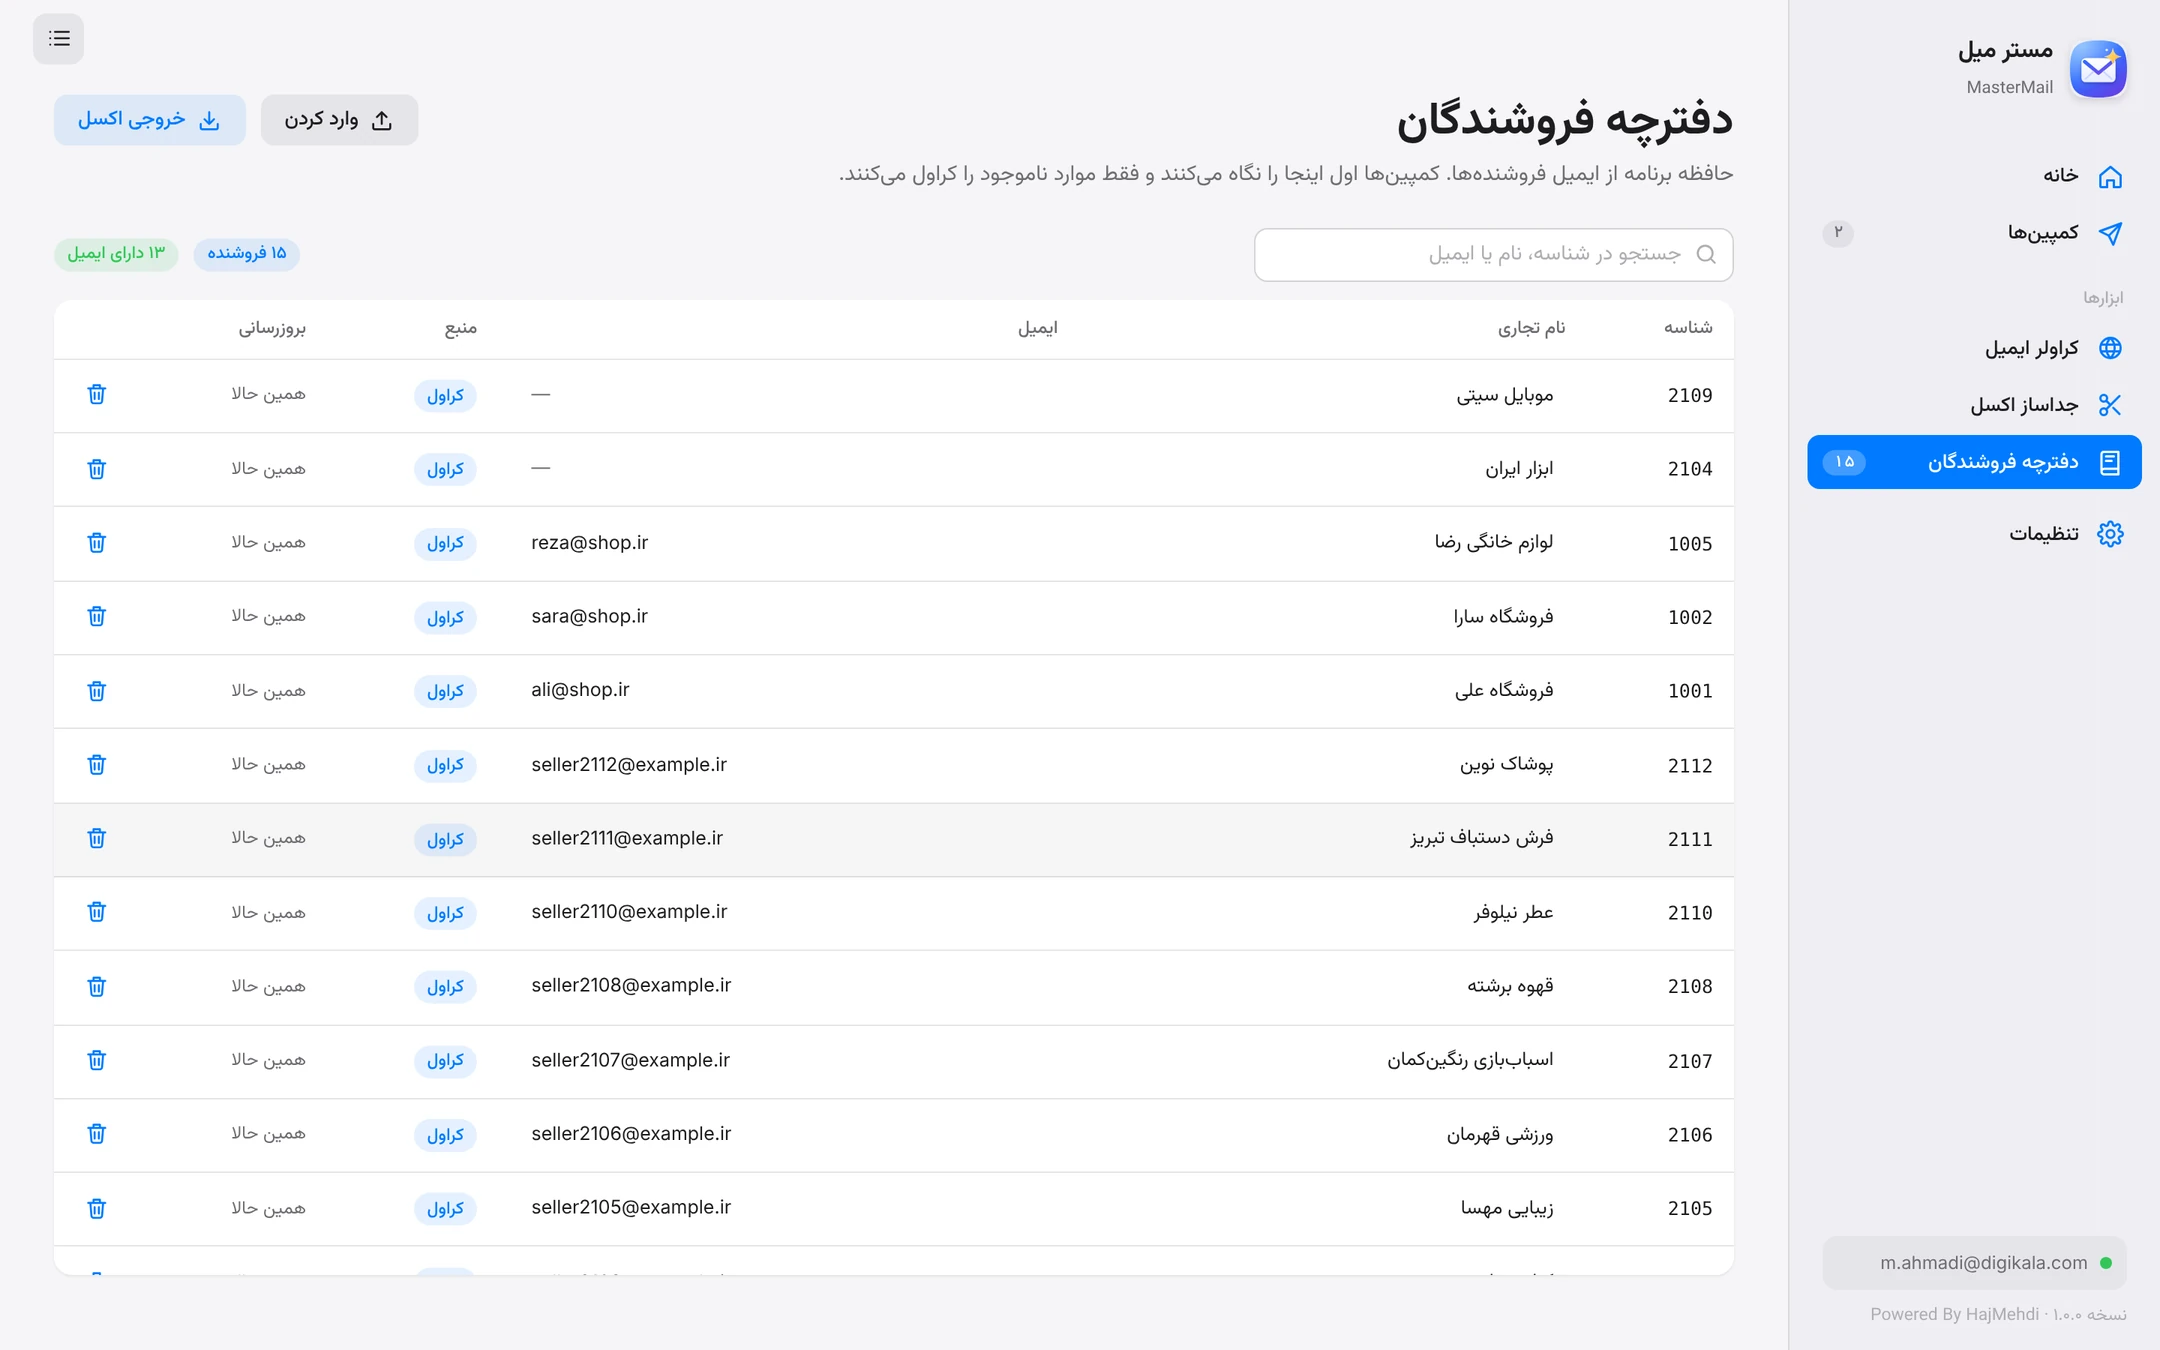 مستر میل
MasterMail
خانه
کمپین‌ها ۲
ابزارها
کراولر ایمیل
جداساز اکسل
دفترچه فروشندگان ۱۵
تنظیمات
m.ahmadi@digikala.com
نسخه ۱.۰.۰ · Powered By HajMehdi
دفترچه فروشندگان
وارد کردن
خروجی اکسل
حافظه برنامه از ایمیل فروشنده‌ها. کمپین‌ها اول اینجا را نگاه می‌کنند و فقط موارد ناموجود را کراول می‌کنند.
جستجو در شناسه، نام یا ایمیل
۱۵ فروشنده
۱۳ دارای ایمیل
شناسه نام تجاری ایمیل منبع بروزرسانی
2109 موبایل سیتی — کراول همین حالا
2104 ابزار ایران — کراول همین حالا
1005 لوازم خانگی رضا reza@shop.ir کراول همین حالا
1002 فروشگاه سارا sara@shop.ir کراول همین حالا
1001 فروشگاه علی ali@shop.ir کراول همین حالا
2112 پوشاک نوین seller2112@example.ir کراول همین حالا
2111 فرش دستباف تبریز seller2111@example.ir کراول همین حالا
2110 عطر نیلوفر seller2110@example.ir کراول همین حالا
2108 قهوه برشته seller2108@example.ir کراول همین حالا
2107 اسباب‌بازی رنگین‌کمان seller2107@example.ir کراول همین حالا
2106 ورزشی قهرمان seller2106@example.ir کراول همین حالا
2105 زیبایی مهسا seller2105@example.ir کراول همین حالا